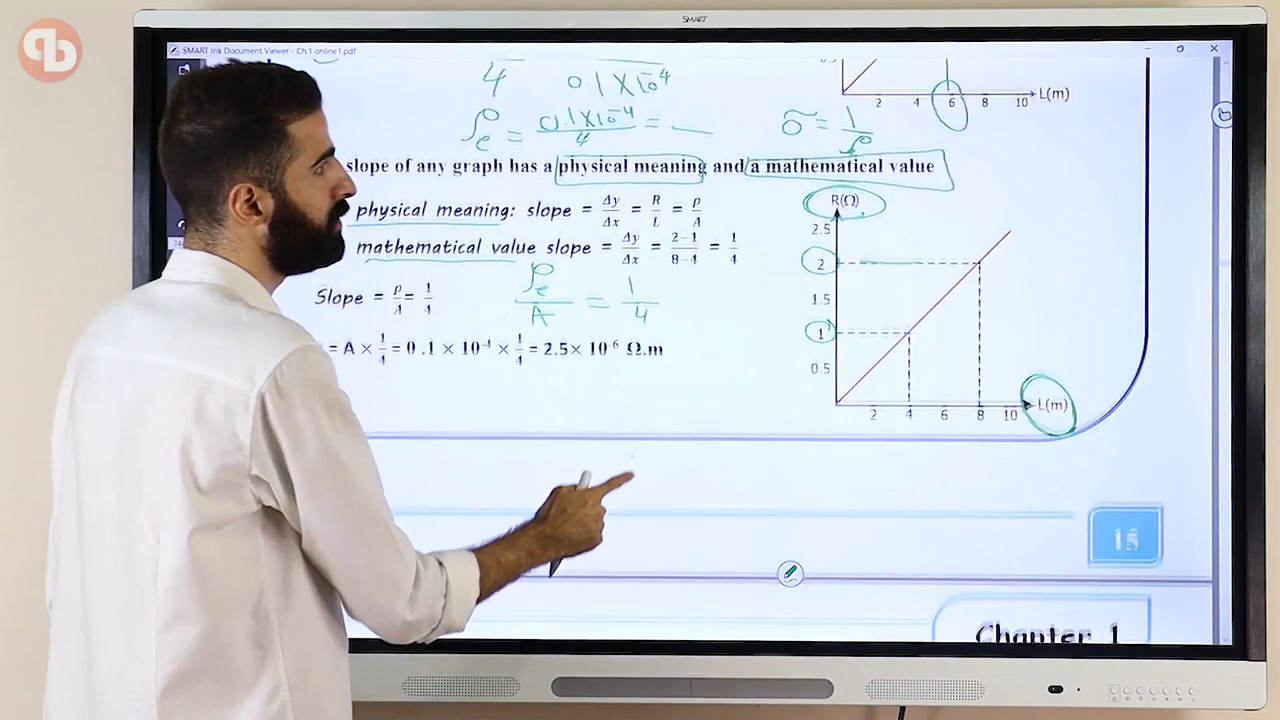 SMART
SMART Ink Document Viewer - Ch.1 online1.pdf
4 0.1 × 10⁻⁴
ρe = 0.1×10⁻⁴/4 = __ σ = 1/ρ
2 4 6 8 10 L(m)
slope of any graph has a physical meaning and a mathematical value
physical meaning: slope = Δy/Δx = R/L = ρ/A
mathematical value slope = Δy/Δx = 2−1/8−4 = 1/4
Slope = ρ/A = 1/4
ρe/A = 1/4
= A × 1/4 = 0.1 × 10⁻⁴ × 1/4 = 2.5× 10⁻⁶ Ω.m
R(Ω)
2.5
2
1.5
1
0.5
2 4 6 8 10 L(m)
15
Chapter 1